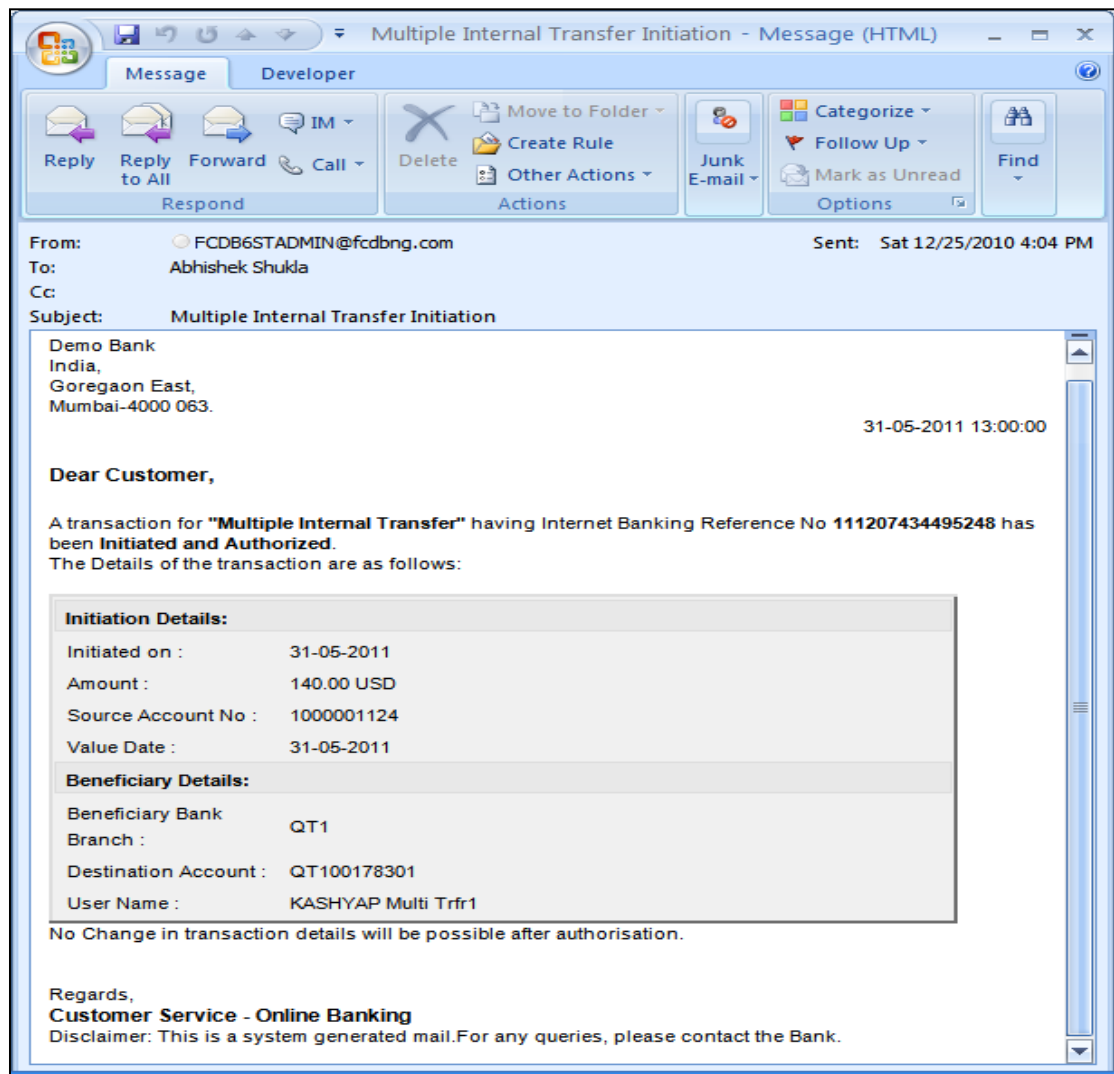 Multiple Internal Transfer Initiation - Message (HTML)
Message Developer
Reply
Reply to All
Forward
IM
Call
Respond
Delete
Move to Folder
Create Rule
Other Actions
Actions
Junk E-mail
Categorize
Follow Up
Mark as Unread
Options
Find
From: FCDB6STADMIN@fcdbng.com Sent: Sat 12/25/2010 4:04 PM
To: Abhishek Shukla
Cc:
Subject: Multiple Internal Transfer Initiation
Demo Bank
India,
Goregaon East,
Mumbai-4000 063.
31-05-2011 13:00:00
Dear Customer,
A transaction for "Multiple Internal Transfer" having Internet Banking Reference No 111207434495248 has
been Initiated and Authorized.
The Details of the transaction are as follows:
Initiation Details:
Initiated on : 31-05-2011
Amount : 140.00 USD
Source Account No : 1000001124
Value Date : 31-05-2011
Beneficiary Details:
Beneficiary Bank
Branch : QT1
Destination Account : QT100178301
User Name : KASHYAP Multi Trfr1
No Change in transaction details will be possible after authorisation.
Regards,
Customer Service - Online Banking
Disclaimer: This is a system generated mail.For any queries, please contact the Bank.